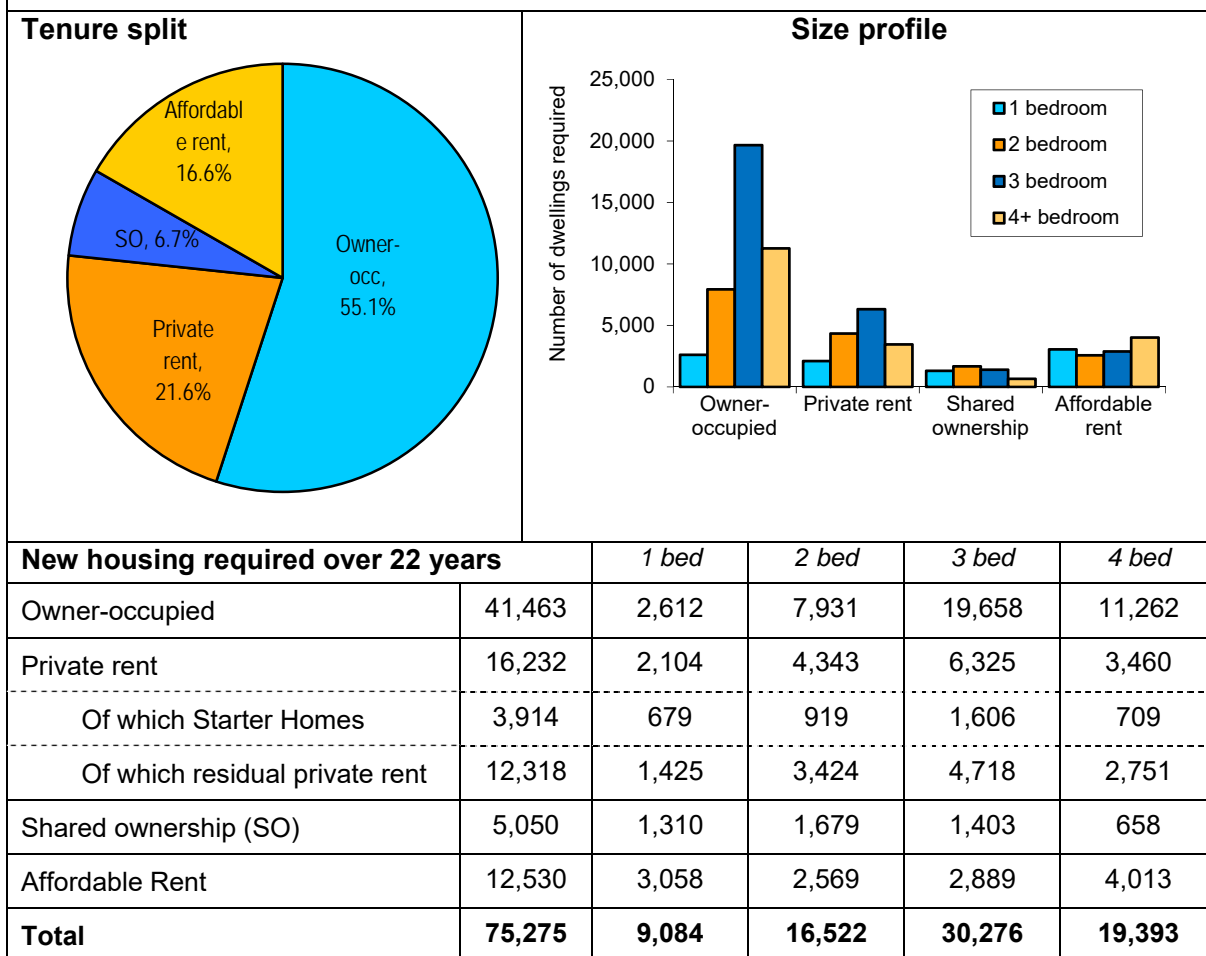 Tenure split
Affordabl
e rent,
16.6%
SO, 6.7%
Owner-
occ,
55.1%
Private
rent,
21.6%
Size profile
Number of dwellings required
25,000
20,000
15,000
10,000
5,000
0
1 bedroom
2 bedroom
3 bedroom
4+ bedroom
Owner-
occupied
Private rent
Shared
ownership
Affordable
rent
New housing required over 22 years 1 bed 2 bed 3 bed 4 bed
Owner-occupied 41,463 2,612 7,931 19,658 11,262
Private rent 16,232 2,104 4,343 6,325 3,460
Of which Starter Homes 3,914 679 919 1,606 709
Of which residual private rent 12,318 1,425 3,424 4,718 2,751
Shared ownership (SO) 5,050 1,310 1,679 1,403 658
Affordable Rent 12,530 3,058 2,569 2,889 4,013
Total 75,275 9,084 16,522 30,276 19,393